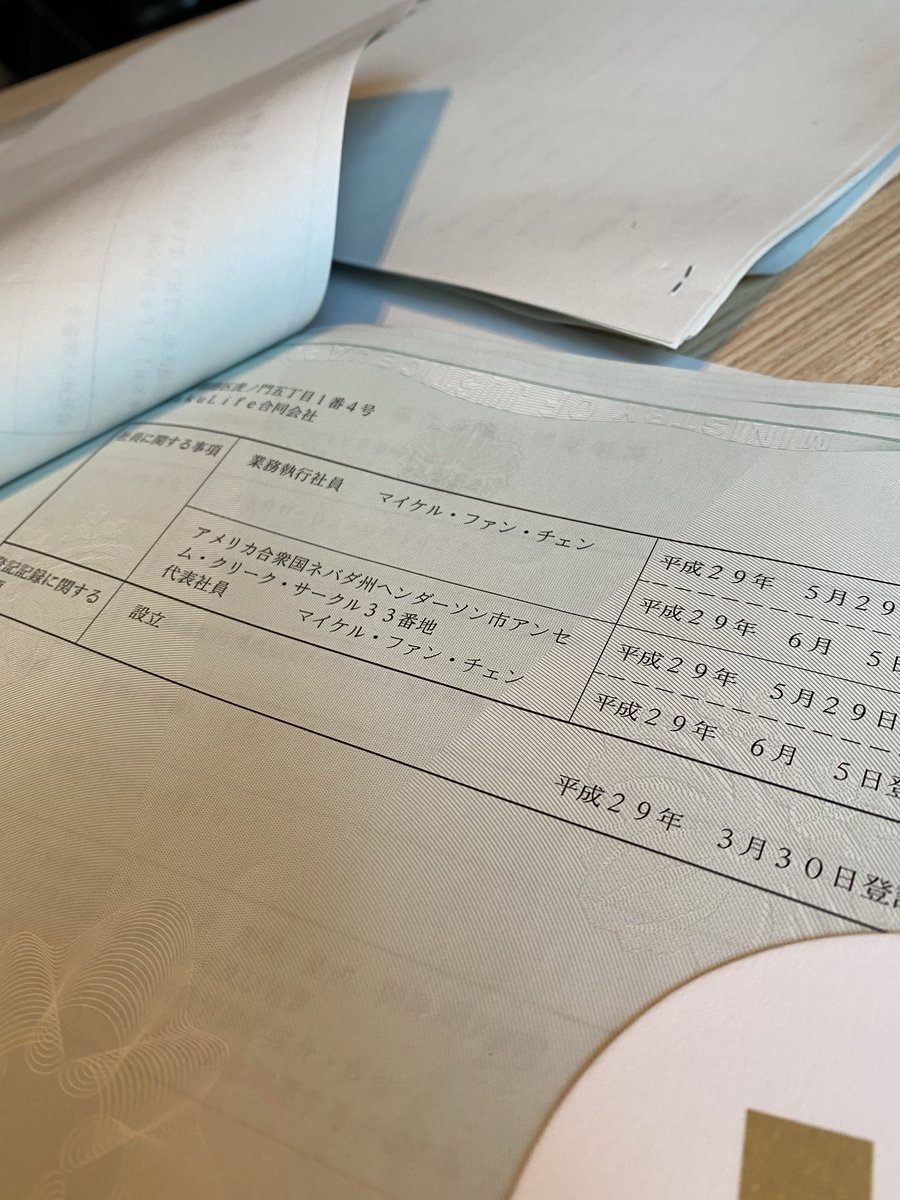 虎ノ門五丁目１番４号
ｋｕＬｉｆｅ合同会社
社員に関する事項
業務執行社員　マイケル・ファン・チェン
平成２９年　５月２９
平成２９年　６月　５日
アメリカ合衆国ネバダ州ヘンダーソン市アンセ
ム・クリーク・サークル３３番地
代表社員　マイケル・ファン・チェン
平成２９年　５月２９日
平成２９年　６月　５日登
登記記録に関する
設立
平成２９年　３月３０日登記